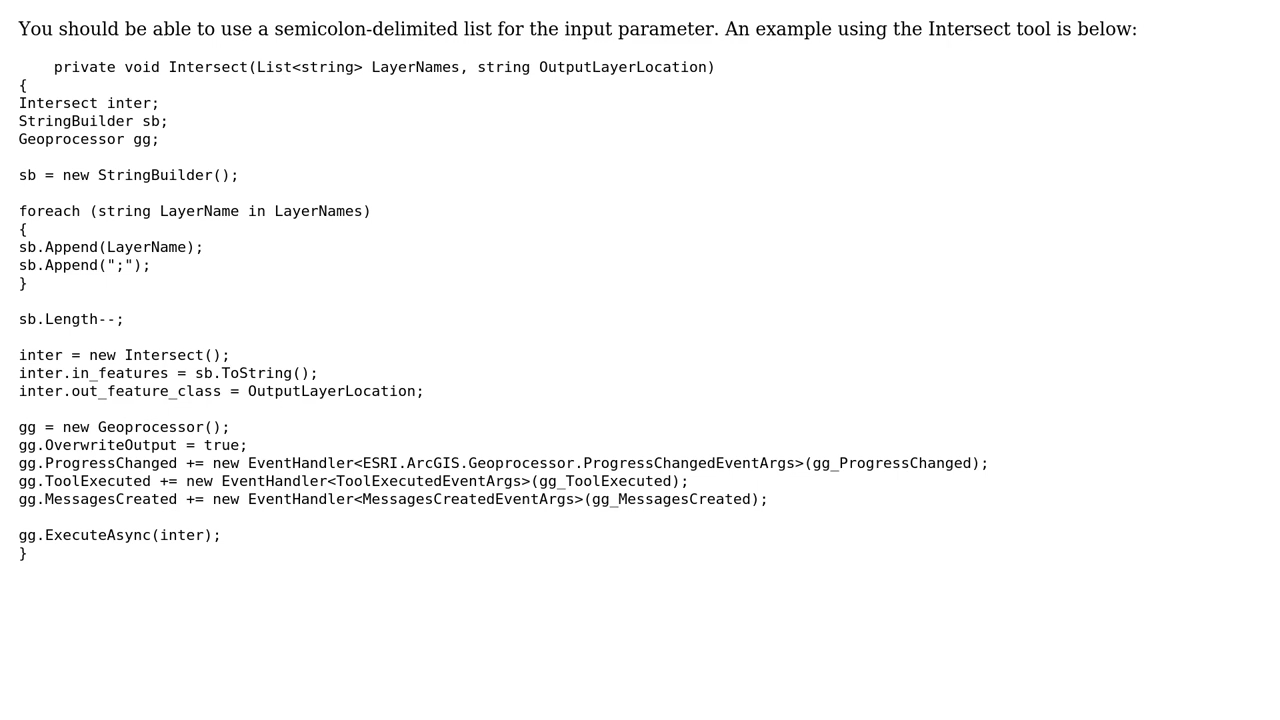 You should be able to use a semicolon-delimited list for the input parameter. An example using the Intersect tool is below:
    private void Intersect(List<string> LayerNames, string OutputLayerLocation)
{
Intersect inter;
StringBuilder sb;
Geoprocessor gg;

sb = new StringBuilder();

foreach (string LayerName in LayerNames)
{
sb.Append(LayerName);
sb.Append(";");
}

sb.Length--;

inter = new Intersect();
inter.in_features = sb.ToString();
inter.out_feature_class = OutputLayerLocation;

gg = new Geoprocessor();
gg.OverwriteOutput = true;
gg.ProgressChanged += new EventHandler<ESRI.ArcGIS.Geoprocessor.ProgressChangedEventArgs>(gg_ProgressChanged);
gg.ToolExecuted += new EventHandler<ToolExecutedEventArgs>(gg_ToolExecuted);
gg.MessagesCreated += new EventHandler<MessagesCreatedEventArgs>(gg_MessagesCreated);

gg.ExecuteAsync(inter);
}